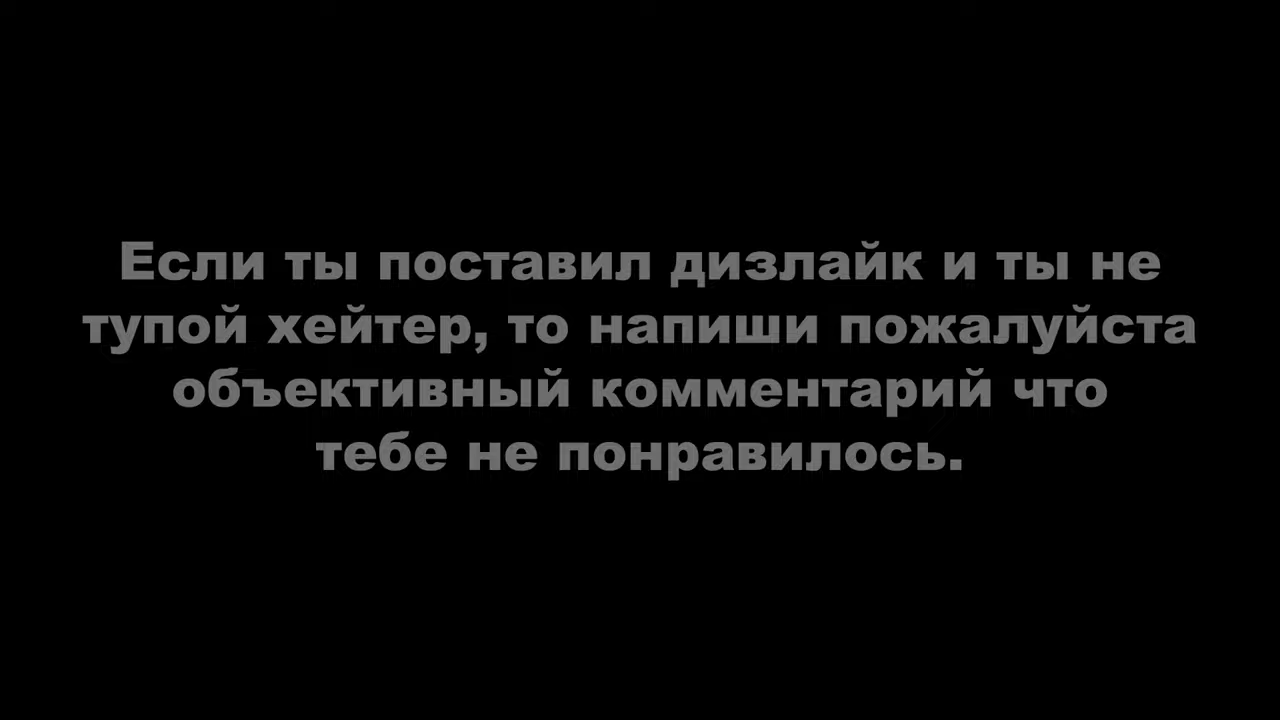 Если ты поставил дизлайк и ты не
тупой хейтер, то напиши пожалуйста
объективный комментарий что
тебе не понравилось.